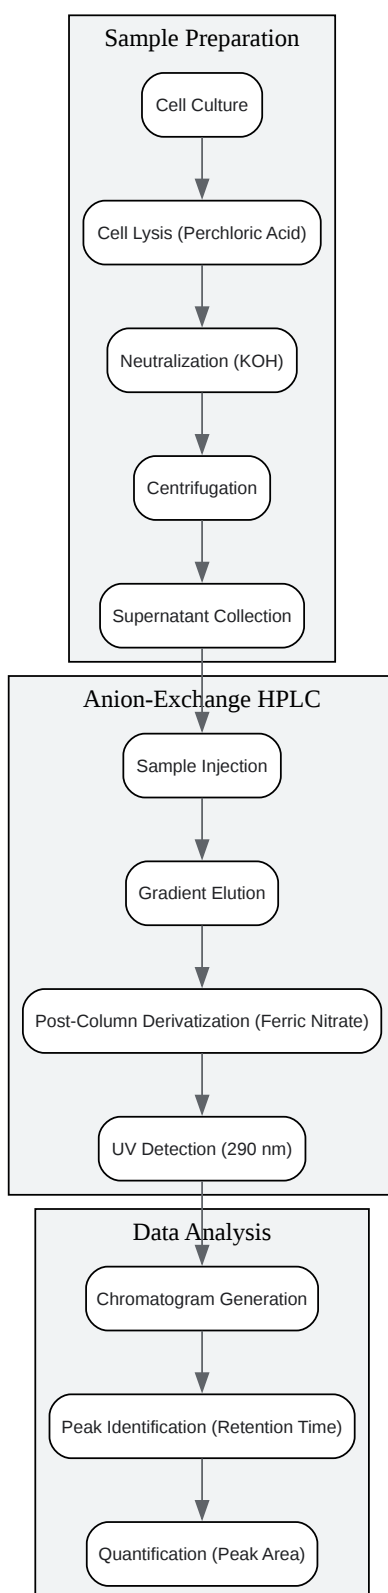 Sample Preparation
Cell Culture
Cell Lysis (Perchloric Acid)
Neutralization (KOH)
Centrifugation
Supernatant Collection
Anion-Exchange HPLC
Sample Injection
Gradient Elution
Post-Column Derivatization (Ferric Nitrate)
UV Detection (290 nm)
Data Analysis
Chromatogram Generation
Peak Identification (Retention Time)
Quantification (Peak Area)